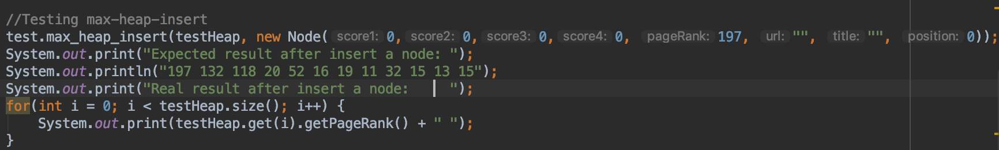 //Testing max-heap-insert
test.max_heap_insert(testHeap, new Node( score1: 0, score2: 0, score3: 0, score4: 0, pageRank: 197, url: "", title: "", position: 0));
System.out.print("Expected result after insert a node: ");
System.out.println("197 132 118 20 52 16 19 11 32 15 13 15");
System.out.print("Real result after insert a node:     ");
for(int i = 0; i < testHeap.size(); i++) {
    System.out.print(testHeap.get(i).getPageRank() + " ");
}